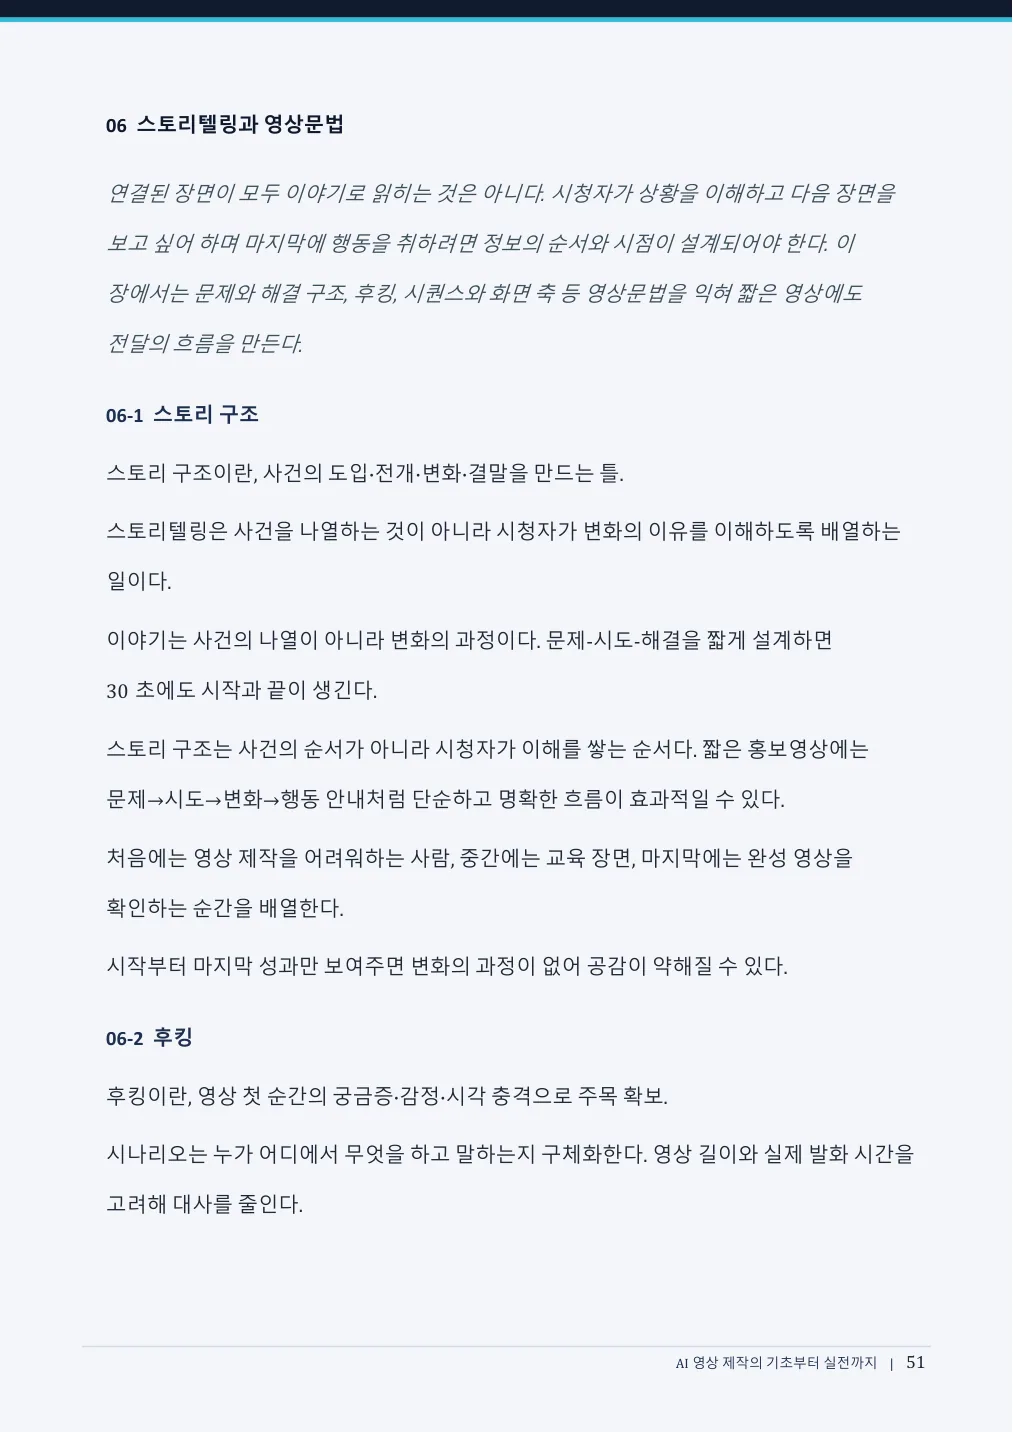 06 스토리텔링과 영상문법
연결된 장면이 모두 이야기로 읽히는 것은 아니다. 시청자가 상황을 이해하고 다음 장면을
보고 싶어 하며 마지막에 행동을 취하려면 정보의 순서와 시점이 설계되어야 한다. 이
장에서는 문제와 해결 구조, 후킹, 시퀀스와 화면 축 등 영상문법을 익혀 짧은 영상에도
전달의 흐름을 만든다.
06-1 스토리 구조
스토리 구조이란, 사건의 도입·전개·변화·결말을 만드는 틀.
스토리텔링은 사건을 나열하는 것이 아니라 시청자가 변화의 이유를 이해하도록 배열하는
일이다.
이야기는 사건의 나열이 아니라 변화의 과정이다. 문제-시도-해결을 짧게 설계하면
30 초에도 시작과 끝이 생긴다.
스토리 구조는 사건의 순서가 아니라 시청자가 이해를 쌓는 순서다. 짧은 홍보영상에는
문제→시도→변화→행동 안내처럼 단순하고 명확한 흐름이 효과적일 수 있다.
처음에는 영상 제작을 어려워하는 사람, 중간에는 교육 장면, 마지막에는 완성 영상을
확인하는 순간을 배열한다.
시작부터 마지막 성과만 보여주면 변화의 과정이 없어 공감이 약해질 수 있다.
06-2 후킹
후킹이란, 영상 첫 순간의 궁금증·감정·시각 충격으로 주목 확보.
시나리오는 누가 어디에서 무엇을 하고 말하는지 구체화한다. 영상 길이와 실제 발화 시간을
고려해 대사를 줄인다.
AI 영상 제작의 기초부터 실전까지 | 51